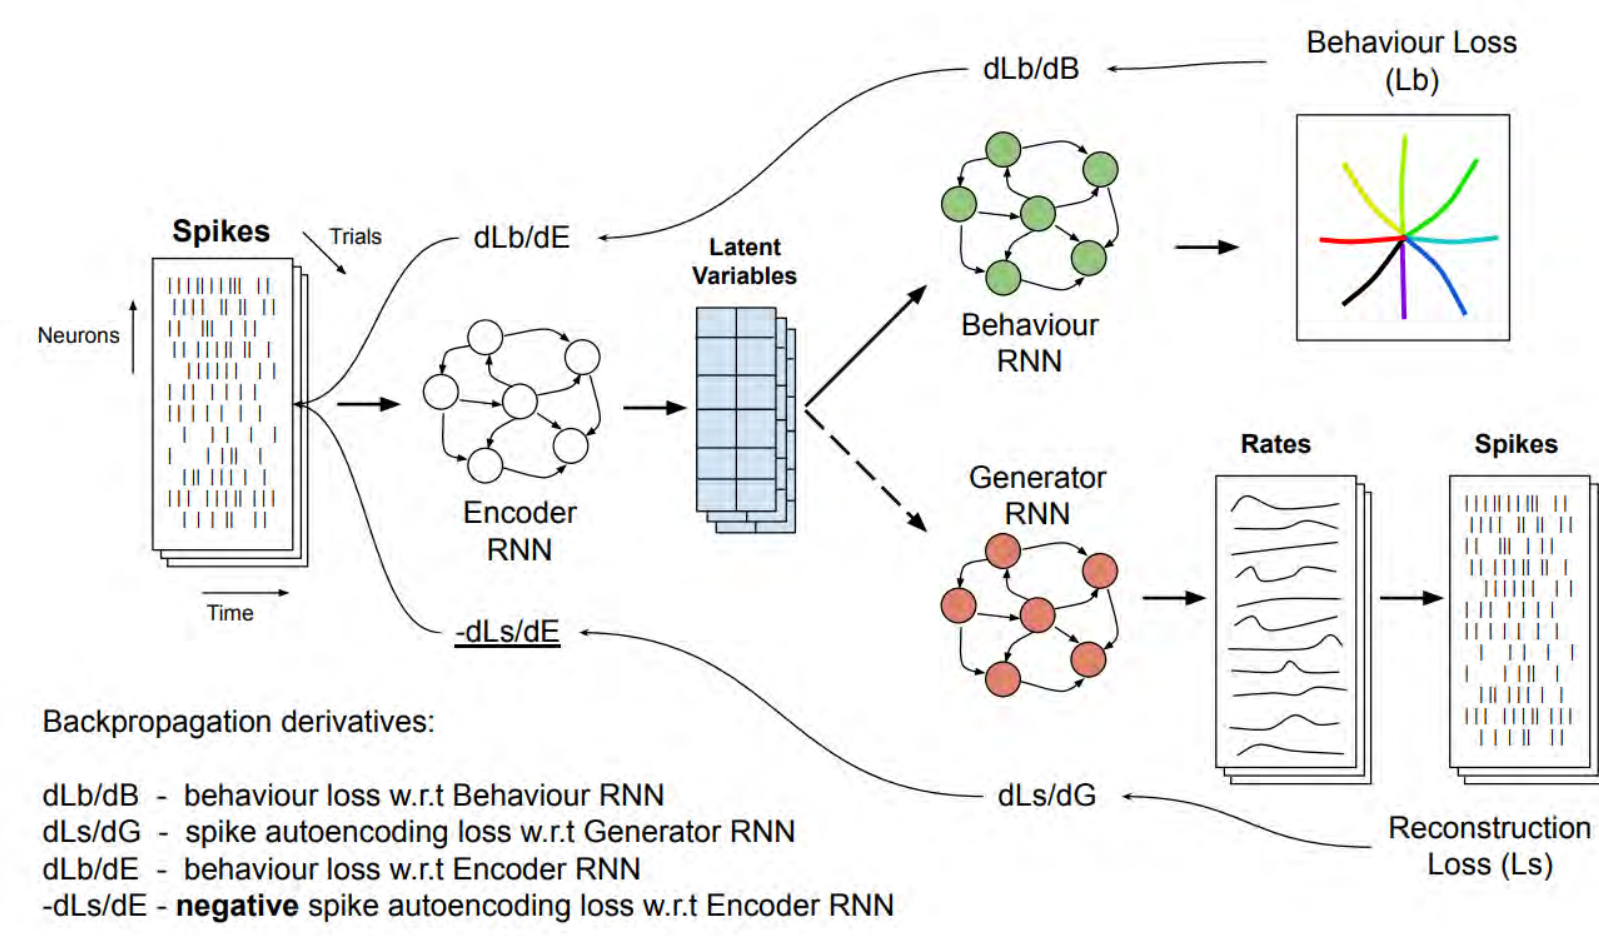 Behaviour Loss
(Lb)
dLb/dB
Spikes
Trials
dLb/dE
Latent
Variables
Neurons
Behaviour
RNN
Rates
Spikes
Generator
RNN
Encoder
RNN
Time
-dLs/dE
Backpropagation derivatives:
dLs/dG
dLb/dB - behaviour loss w.r.t Behaviour RNN
dLs/dG - spike autoencoding loss w.r.t Generator RNN
Reconstruction
Loss (Ls)
dLb/dE - behaviour loss w.r.t Encoder RNN
-dLs/dE - negative spike autoencoding loss w.r.t Encoder RNN